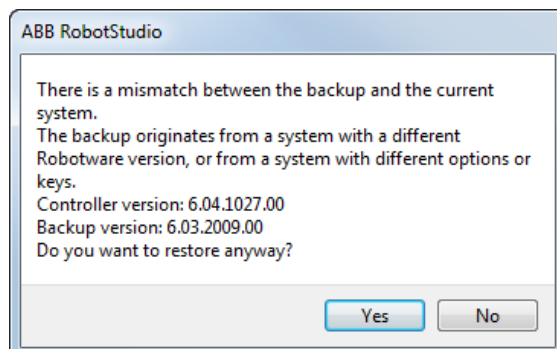 ABB RobotStudio
There is a mismatch between the backup and the current
system.
The backup originates from a system with a different
Robotware version, or from a system with different options or
keys.
Controller version: 6.04.1027.00
Backup version: 6.03.2009.00
Do you want to restore anyway?
Yes
No